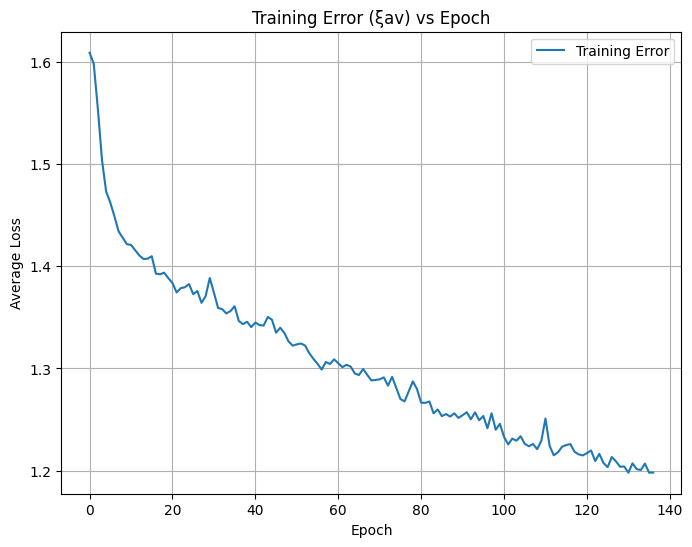 Training Error (ξav) vs Epoch
Training Error
1.6
1.5
1.4
1.3
1.2
Average Loss
0 20 40 60 80 100 120 140
Epoch